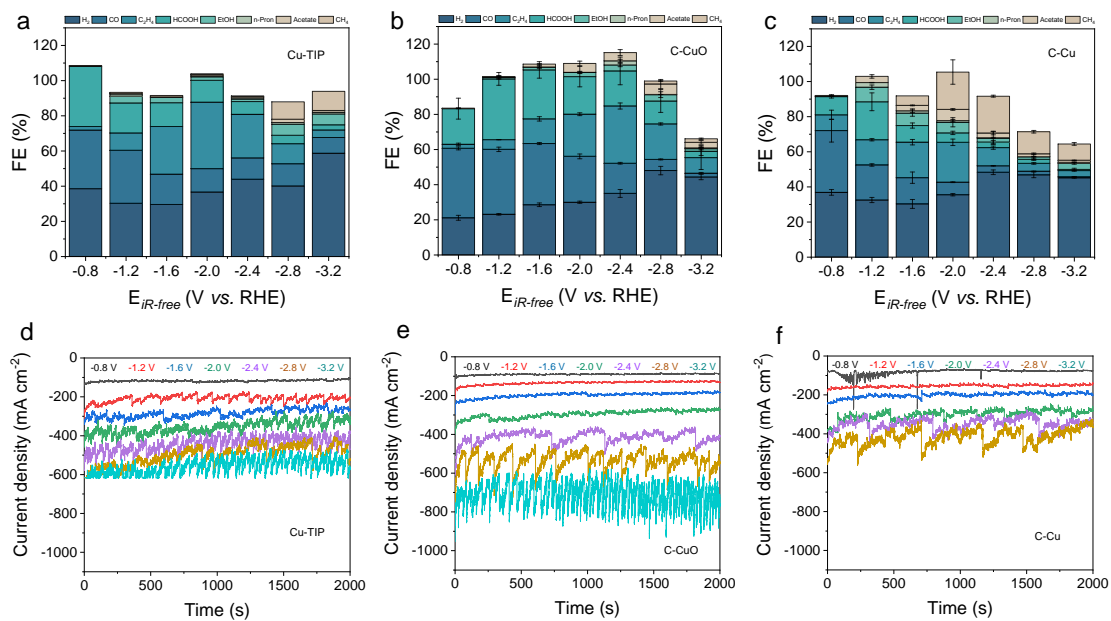 a
H₂ CO C₂H₄ HCOOH EtOH n-Pron Acetate CH₄
Cu-TIP
FE (%)
120
100
80
60
40
20
0
-0.8 -1.2 -1.6 -2.0 -2.4 -2.8 -3.2
E iR-free (V vs. RHE)
b
H₂ CO C₂H₄ HCOOH EtOH n-Pron Acetate CH₄
C-CuO
FE (%)
120
100
80
60
40
20
0
-0.8 -1.2 -1.6 -2.0 -2.4 -2.8 -3.2
E iR-free (V vs. RHE)
c
H₂ CO C₂H₄ HCOOH EtOH n-Pron Acetate CH₄
C-Cu
FE (%)
120
100
80
60
40
20
0
-0.8 -1.2 -1.6 -2.0 -2.4 -2.8 -3.2
E iR-free (V vs. RHE)
d
-0.8 V -1.2 V -1.6 V -2.0 V -2.4 V -2.8 V -3.2 V
Current density (mA cm⁻²)
0
-200
-400
-600
-800
-1000
Cu-TIP
0 500 1000 1500 2000
Time (s)
e
-0.8 V -1.2 V -1.6 V -2.0 V -2.4 V -2.8 V -3.2 V
Current density (mA cm⁻²)
0
-200
-400
-600
-800
-1000
C-CuO
0 500 1000 1500 2000
Time (s)
f
-0.8 V -1.2 V -1.6 V -2.0 V -2.4 V -2.8 V -3.2 V
Current density (mA cm⁻²)
0
-200
-400
-600
-800
-1000
C-Cu
0 500 1000 1500 2000
Time (s)